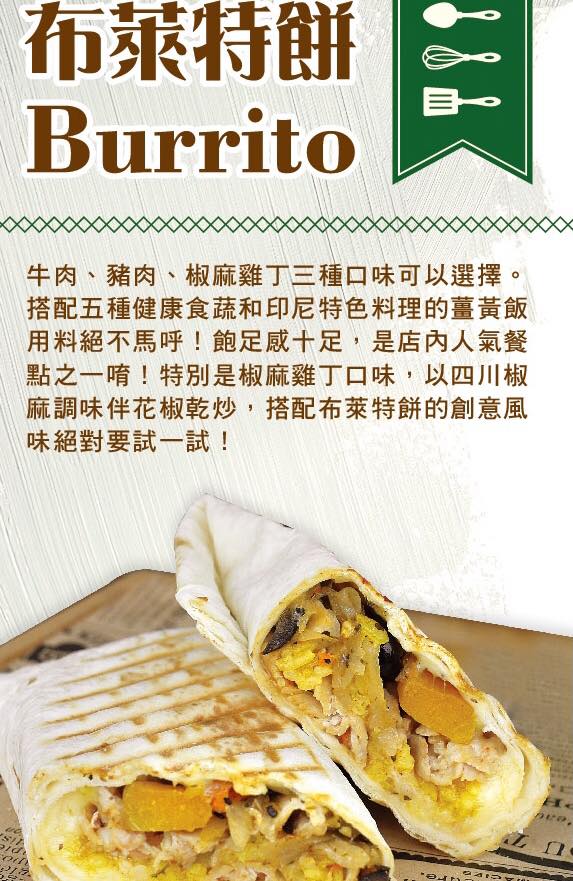 布萊特餅
Burrito
牛肉、豬肉、椒麻雞丁三種口味可以選擇。
搭配五種健康食蔬和印尼特色料理的薑黃飯
用料絕不馬呼！飽足感十足，是店內人氣餐
點之一唷！特別是椒麻雞丁口味，以四川椒
麻調味伴花椒乾炒，搭配布萊特餅的創意風
味絕對要試一試！